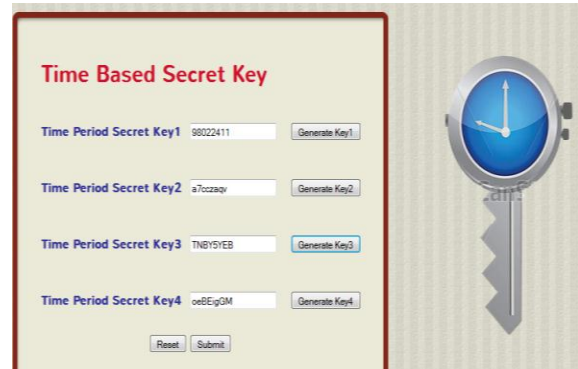 Time Based Secret Key
Time Period Secret Key1 98022411 Generate Key1
Time Period Secret Key2 a7cczaqv Generate Key2
Time Period Secret Key3 TNBY5YEB Generate Key3
Time Period Secret Key4 oeBEigGM Generate Key4
Reset Submit